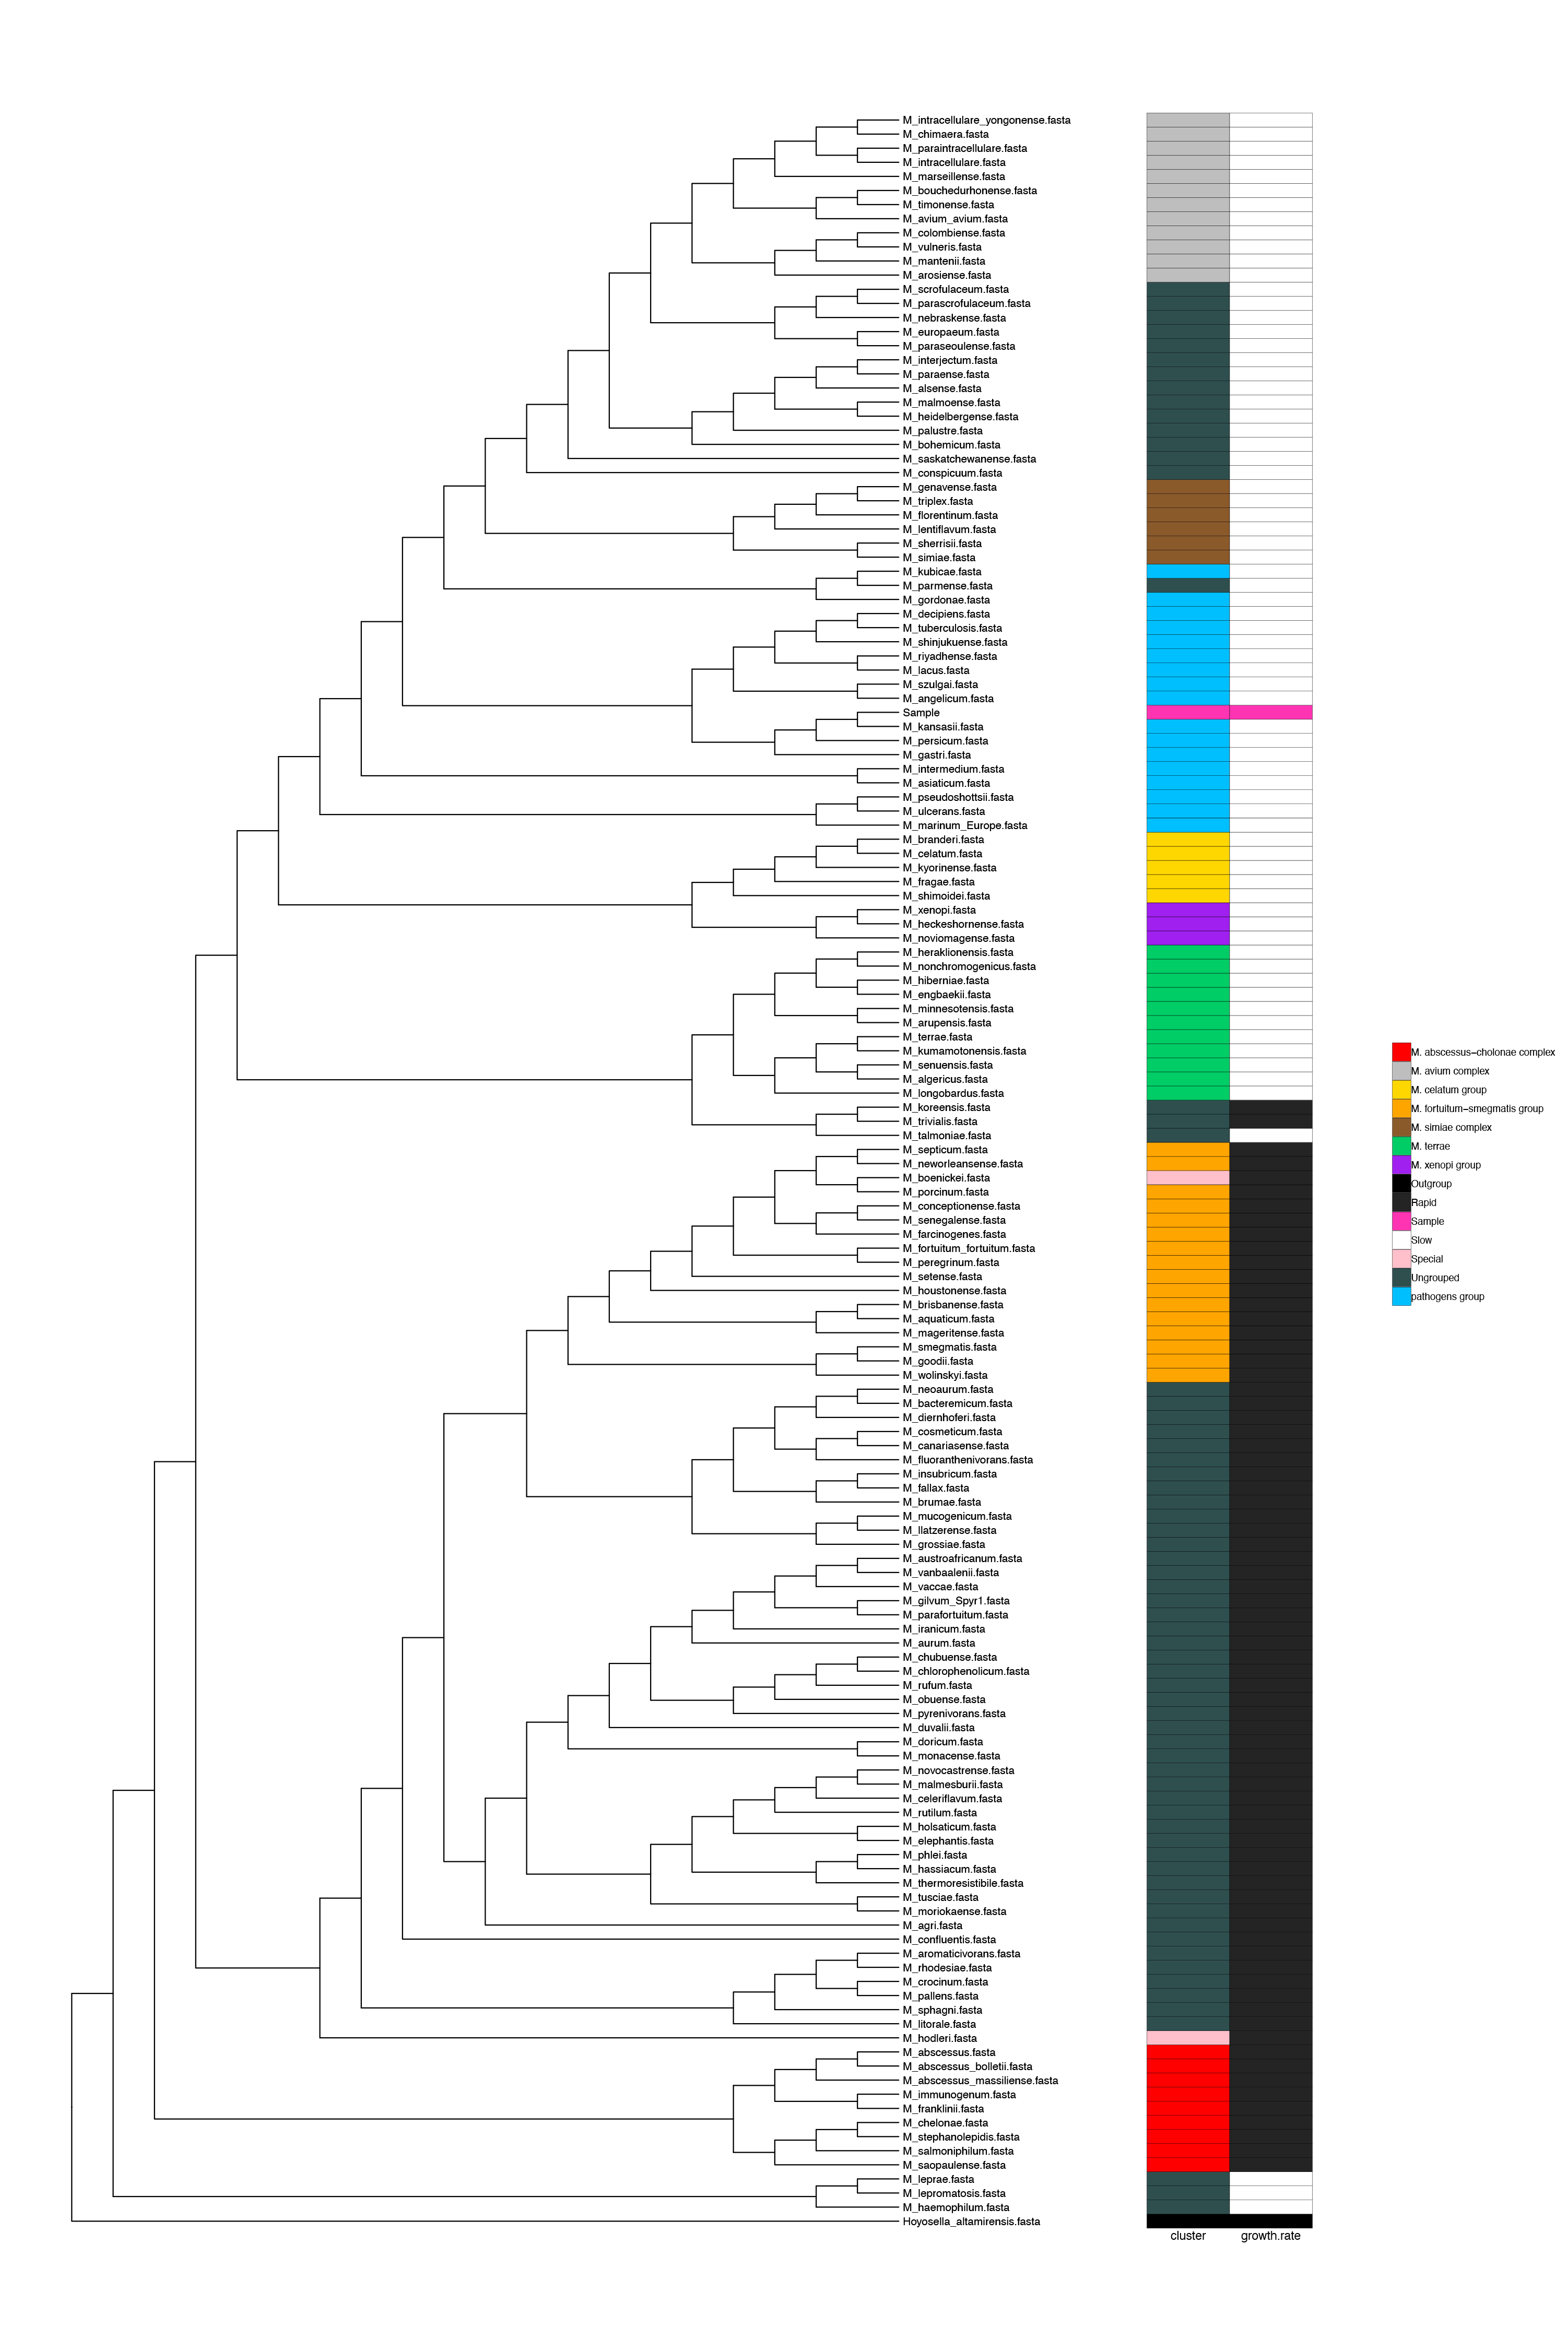 M_intracellulare_yongonense.fasta
M_chimaera.fasta
M_paraintracellulare.fasta
M_intracellulare.fasta
M_marseillense.fasta
M_bouchedurhonense.fasta
M_timonense.fasta
M_avium_avium.fasta
M_colombiense.fasta
M_vulneris.fasta
M_mantenii.fasta
M_arosiense.fasta
M_scrofulaceum.fasta
M_parascrofulaceum.fasta
M_nebraskense.fasta
M_europaeum.fasta
M_paraseoulense.fasta
M_interjectum.fasta
M_paraense.fasta
M_alsense.fasta
M_malmoense.fasta
M_heidelbergense.fasta
M_palustre.fasta
M_bohemicum.fasta
M_saskatchewanense.fasta
M_conspicuum.fasta
M_genavense.fasta
M_triplex.fasta
M_florentinum.fasta
M_lentiflavum.fasta
M_sherrisii.fasta
M_simiae.fasta
M_kubicae.fasta
M_parmense.fasta
M_gordonae.fasta
M_decipiens.fasta
M_tuberculosis.fasta
M_shinjukuense.fasta
M_riyadhense.fasta
M_lacus.fasta
M_szulgai.fasta
M_angelicum.fasta
Sample
M_kansasii.fasta
M_persicum.fasta
M_gastri.fasta
M_intermedium.fasta
M_asiaticum.fasta
M_pseudoshottsii.fasta
M_ulcerans.fasta
M_marinum_Europe.fasta
M_branderi.fasta
M_celatum.fasta
M_kyorinense.fasta
M_fragae.fasta
M_shimoidei.fasta
M_xenopi.fasta
M_heckeshornense.fasta
M_noviomagense.fasta
M_heraklionensis.fasta
M_nonchromogenicus.fasta
M_hiberniae.fasta
M_engbaekii.fasta
M_minnesotensis.fasta
M_arupensis.fasta
M_terrae.fasta
M_kumamotonensis.fasta
M_senuensis.fasta
M_algericus.fasta
M_longobardus.fasta
M_koreensis.fasta
M_trivialis.fasta
M_talmoniae.fasta
M_septicum.fasta
M_neworleansense.fasta
M_boenickei.fasta
M_porcinum.fasta
M_conceptionense.fasta
M_senegalense.fasta
M_farcinogenes.fasta
M_fortuitum_fortuitum.fasta
M_peregrinum.fasta
M_setense.fasta
M_houstonense.fasta
M_brisbanense.fasta
M_aquaticum.fasta
M_mageritense.fasta
M_smegmatis.fasta
M_goodii.fasta
M_wolinskyi.fasta
M_neoaurum.fasta
M_bacteremicum.fasta
M_diernhoferi.fasta
M_cosmeticum.fasta
M_canariasense.fasta
M_fluoranthenivorans.fasta
M_insubricum.fasta
M_fallax.fasta
M_brumae.fasta
M_mucogenicum.fasta
M_llatzerense.fasta
M_grossiae.fasta
M_austroafricanum.fasta
M_vanbaalenii.fasta
M_vaccae.fasta
M_gilvum_Spyr1.fasta
M_parafortuitum.fasta
M_iranicum.fasta
M_aurum.fasta
M_chubuense.fasta
M_chlorophenolicum.fasta
M_rufum.fasta
M_obuense.fasta
M_pyrenivorans.fasta
M_duvalii.fasta
M_doricum.fasta
M_monacense.fasta
M_novocastrense.fasta
M_malmesburii.fasta
M_celeriflavum.fasta
M_rutilum.fasta
M_holsaticum.fasta
M_elephantis.fasta
M_phlei.fasta
M_hassiacum.fasta
M_thermoresistibile.fasta
M_tusciae.fasta
M_moriokaense.fasta
M_agri.fasta
M_confluentis.fasta
M_aromaticivorans.fasta
M_rhodesiae.fasta
M_crocinum.fasta
M_pallens.fasta
M_sphagni.fasta
M_litorale.fasta
M_hodleri.fasta
M_abscessus.fasta
M_abscessus_bolletii.fasta
M_abscessus_massiliense.fasta
M_immunogenum.fasta
M_franklinii.fasta
M_chelonae.fasta
M_stephanolepidis.fasta
M_salmoniphilum.fasta
M_saopaulense.fasta
M_leprae.fasta
M_lepromatosis.fasta
M_haemophilum.fasta
Hoyosella_altamirensis.fasta
cluster growth.rate
M. abscessus−cholonae complex
M. avium complex
M. celatum group
M. fortuitum−smegmatis group
M. simiae complex
M. terrae
M. xenopi group
Outgroup
Rapid
Sample
Slow
Special
Ungrouped
pathogens group